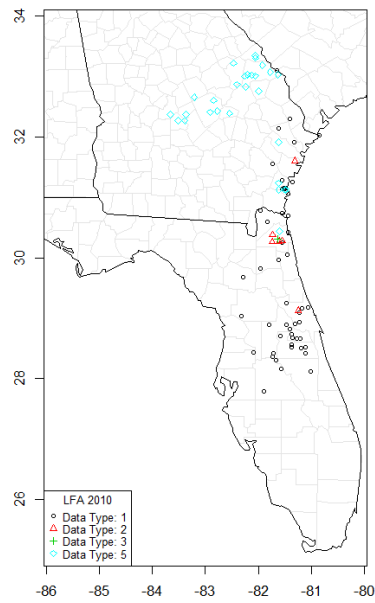 34
32
30
28
26
LFA 2010
Data Type: 1
Data Type: 2
Data Type: 3
Data Type: 5
-86 -85 -84 -83 -82 -81 -80